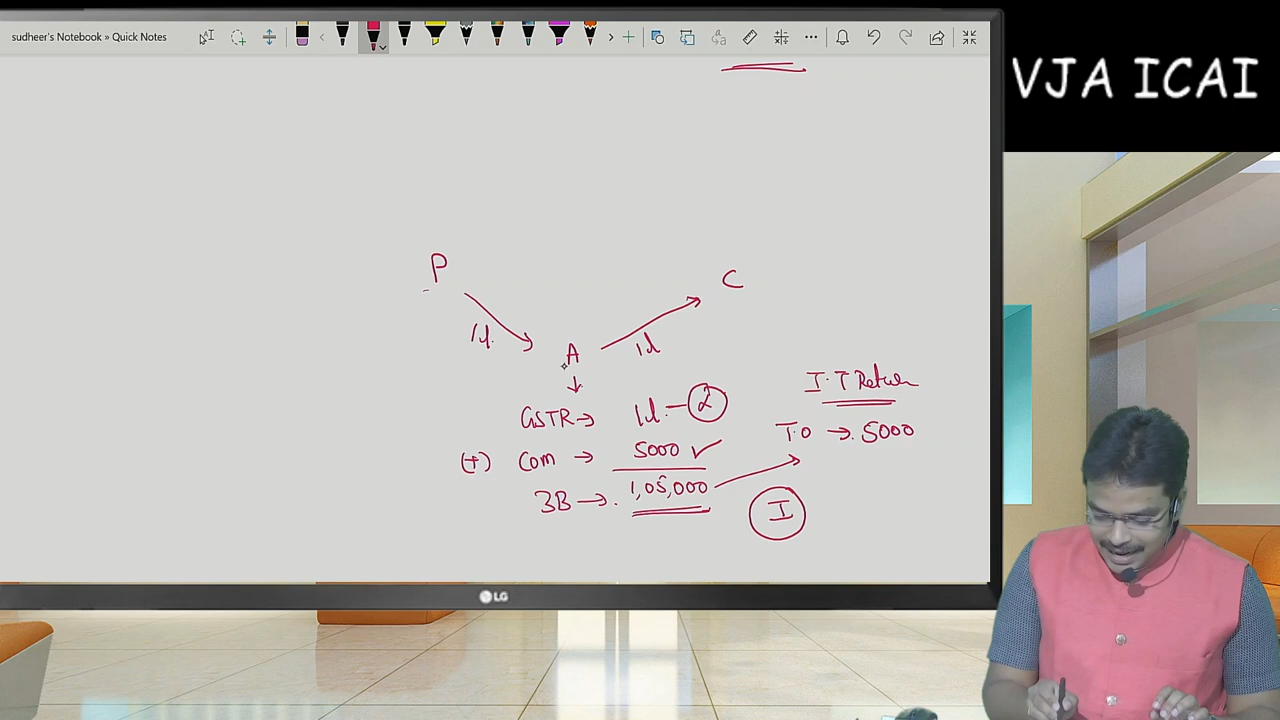 sudheer's Notebook » Quick Notes
VJA ICAI
P
C
1l.
A
1l
I.T Return
GSTR → 1l. - 2
T.O → 5000
(+) Com → 5000 ✓
3B → 1,05,000
I
LG